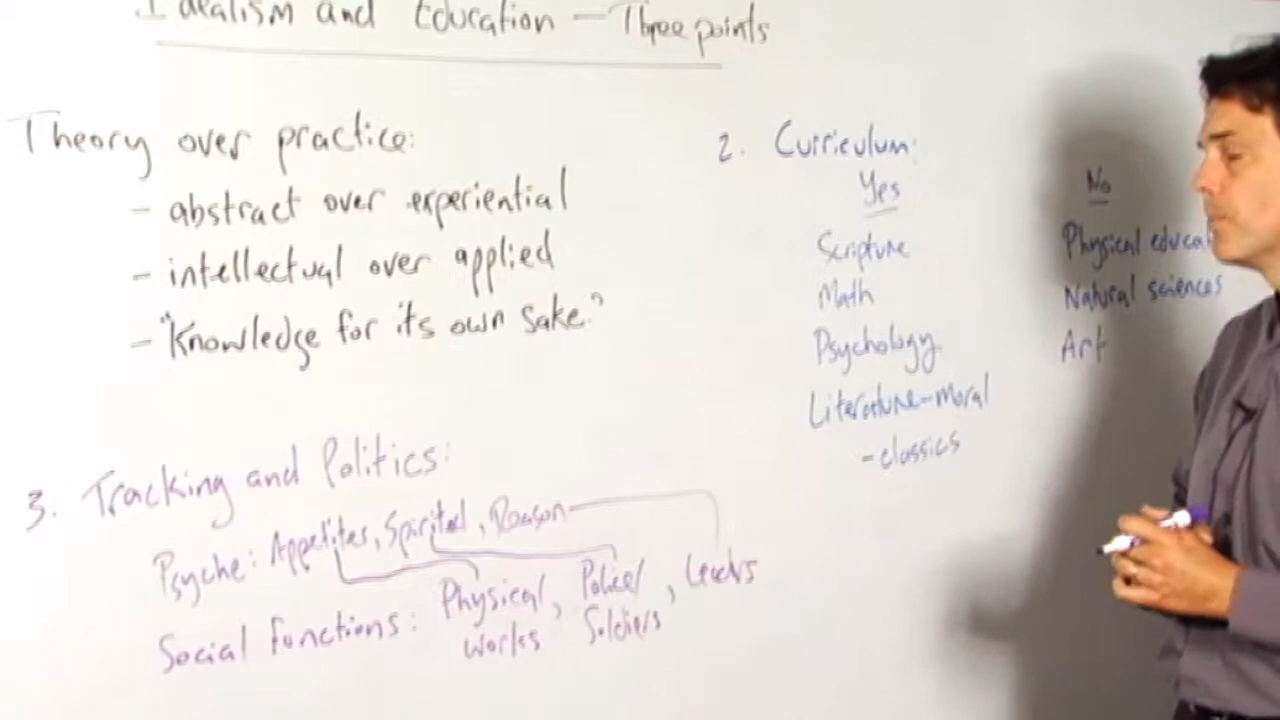 Idealism and Education - Three points
Theory over practice:
- abstract over experiential
- intellectual over applied
- "Knowledge for its own sake."
2. Curriculum:
Yes
No
Scripture
Physical educat
Math
Natural sciences
Psychology
Art
Literature - moral
- classics
3. Tracking and Politics:
Psyche: Appetites, Spirited, Reason
Social functions: Physical, Police/
Works Soldiers,